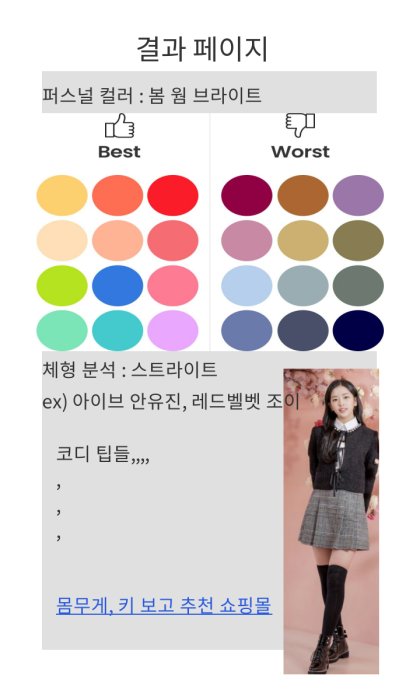 결과 페이지
퍼스널 컬러 : 봄 웜 브라이트
Best
Worst
체형 분석 : 스트라이트
ex) 아이브 안유진, 레드벨벳 조이
코디 팁들,,,,
,
,
,
몸무게, 키 보고 추천 쇼핑몰